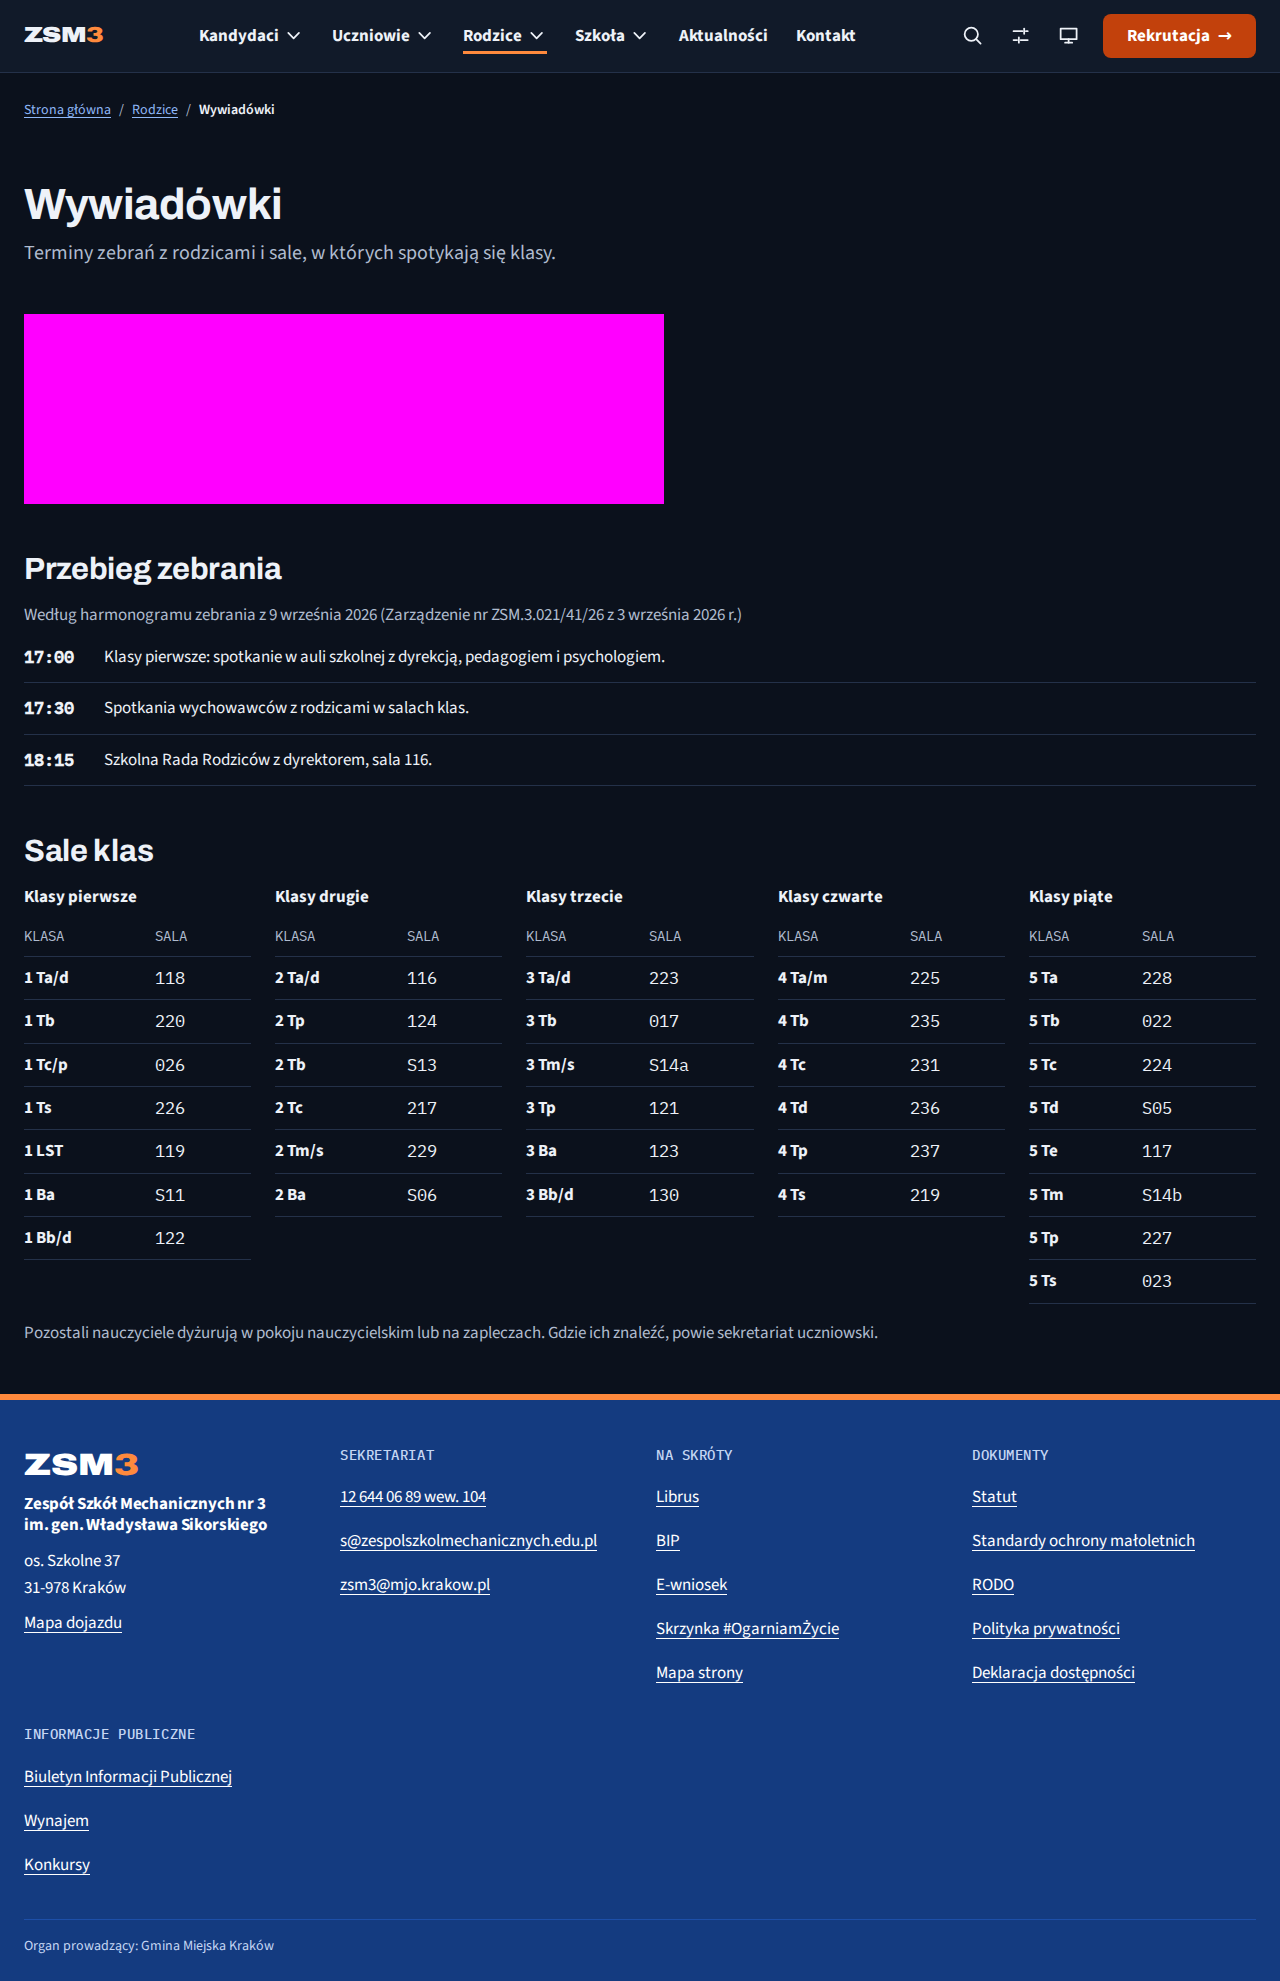 ZSM3
Kandydaci
Uczniowie
Rodzice
Szkoła
Aktualności
Kontakt
Rekrutacja →
Strona główna / Rodzice / Wywiadówki
Wywiadówki
Terminy zebrań z rodzicami i sale, w których spotykają się klasy.
Przebieg zebrania
Według harmonogramu zebrania z 9 września 2026 (Zarządzenie nr ZSM.3.021/41/26 z 3 września 2026 r.)
17:00 Klasy pierwsze: spotkanie w auli szkolnej z dyrekcją, pedagogiem i psychologiem.
17:30 Spotkania wychowawców z rodzicami w salach klas.
18:15 Szkolna Rada Rodziców z dyrektorem, sala 116.
Sale klas
Klasy pierwsze
KLASA SALA
1 Ta/d 118
1 Tb 220
1 Tc/p 026
1 Ts 226
1 LST 119
1 Ba S11
1 Bb/d 122
Klasy drugie
KLASA SALA
2 Ta/d 116
2 Tp 124
2 Tb S13
2 Tc 217
2 Tm/s 229
2 Ba S06
Klasy trzecie
KLASA SALA
3 Ta/d 223
3 Tb 017
3 Tm/s S14a
3 Tp 121
3 Ba 123
3 Bb/d 130
Klasy czwarte
KLASA SALA
4 Ta/m 225
4 Tb 235
4 Tc 231
4 Td 236
4 Tp 237
4 Ts 219
Klasy piąte
KLASA SALA
5 Ta 228
5 Tb 022
5 Tc 224
5 Td S05
5 Te 117
5 Tm S14b
5 Tp 227
5 Ts 023
Pozostali nauczyciele dyżurują w pokoju nauczycielskim lub na zapleczach. Gdzie ich znaleźć, powie sekretariat uczniowski.
ZSM3
Zespół Szkół Mechanicznych nr 3
im. gen. Władysława Sikorskiego
os. Szkolne 37
31-978 Kraków
Mapa dojazdu
SEKRETARIAT
12 644 06 89 wew. 104
s@zespolszkolmechanicznych.edu.pl
zsm3@mjo.krakow.pl
NA SKRÓTY
Librus
BIP
E-wniosek
Skrzynka #OgarniamŻycie
Mapa strony
DOKUMENTY
Statut
Standardy ochrony małoletnich
RODO
Polityka prywatności
Deklaracja dostępności
INFORMACJE PUBLICZNE
Biuletyn Informacji Publicznej
Wynajem
Konkursy
Organ prowadzący: Gmina Miejska Kraków